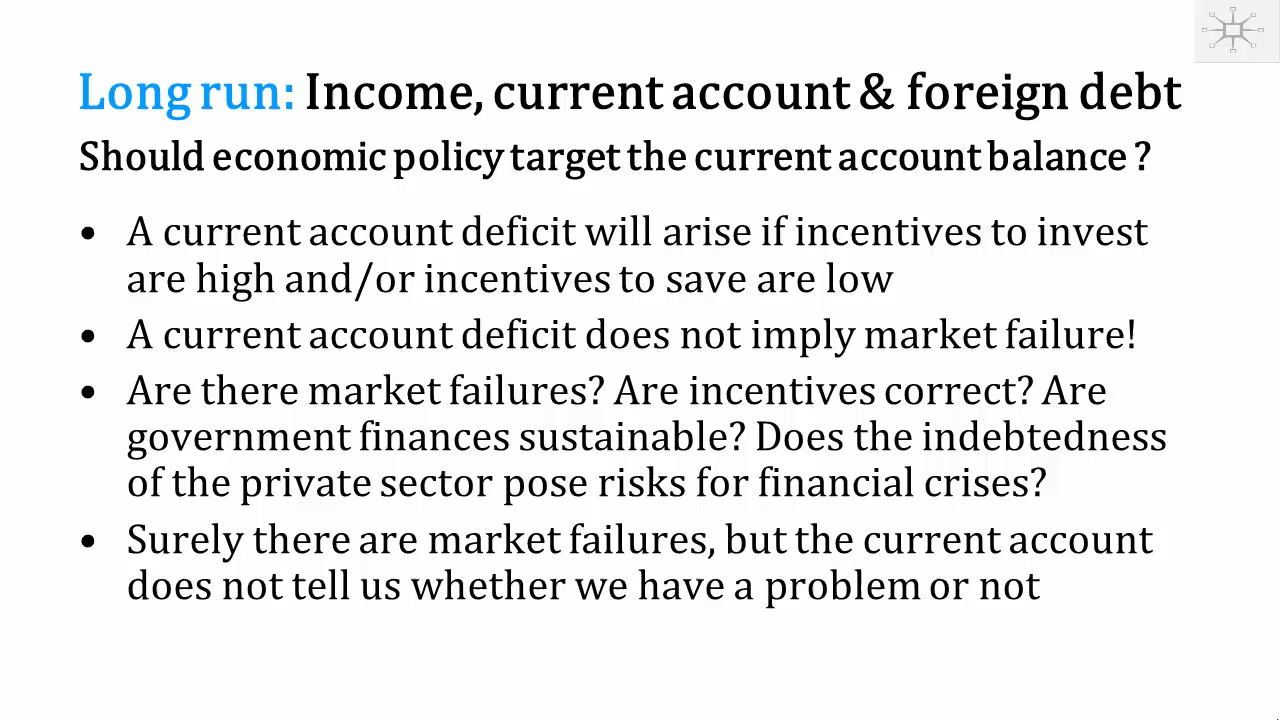 Long run: Income, current account & foreign debt
Should economic policy target the current account balance ?
• A current account deficit will arise if incentives to invest
are high and/or incentives to save are low
• A current account deficit does not imply market failure!
• Are there market failures? Are incentives correct? Are
government finances sustainable? Does the indebtedness
of the private sector pose risks for financial crises?
• Surely there are market failures, but the current account
does not tell us whether we have a problem or not